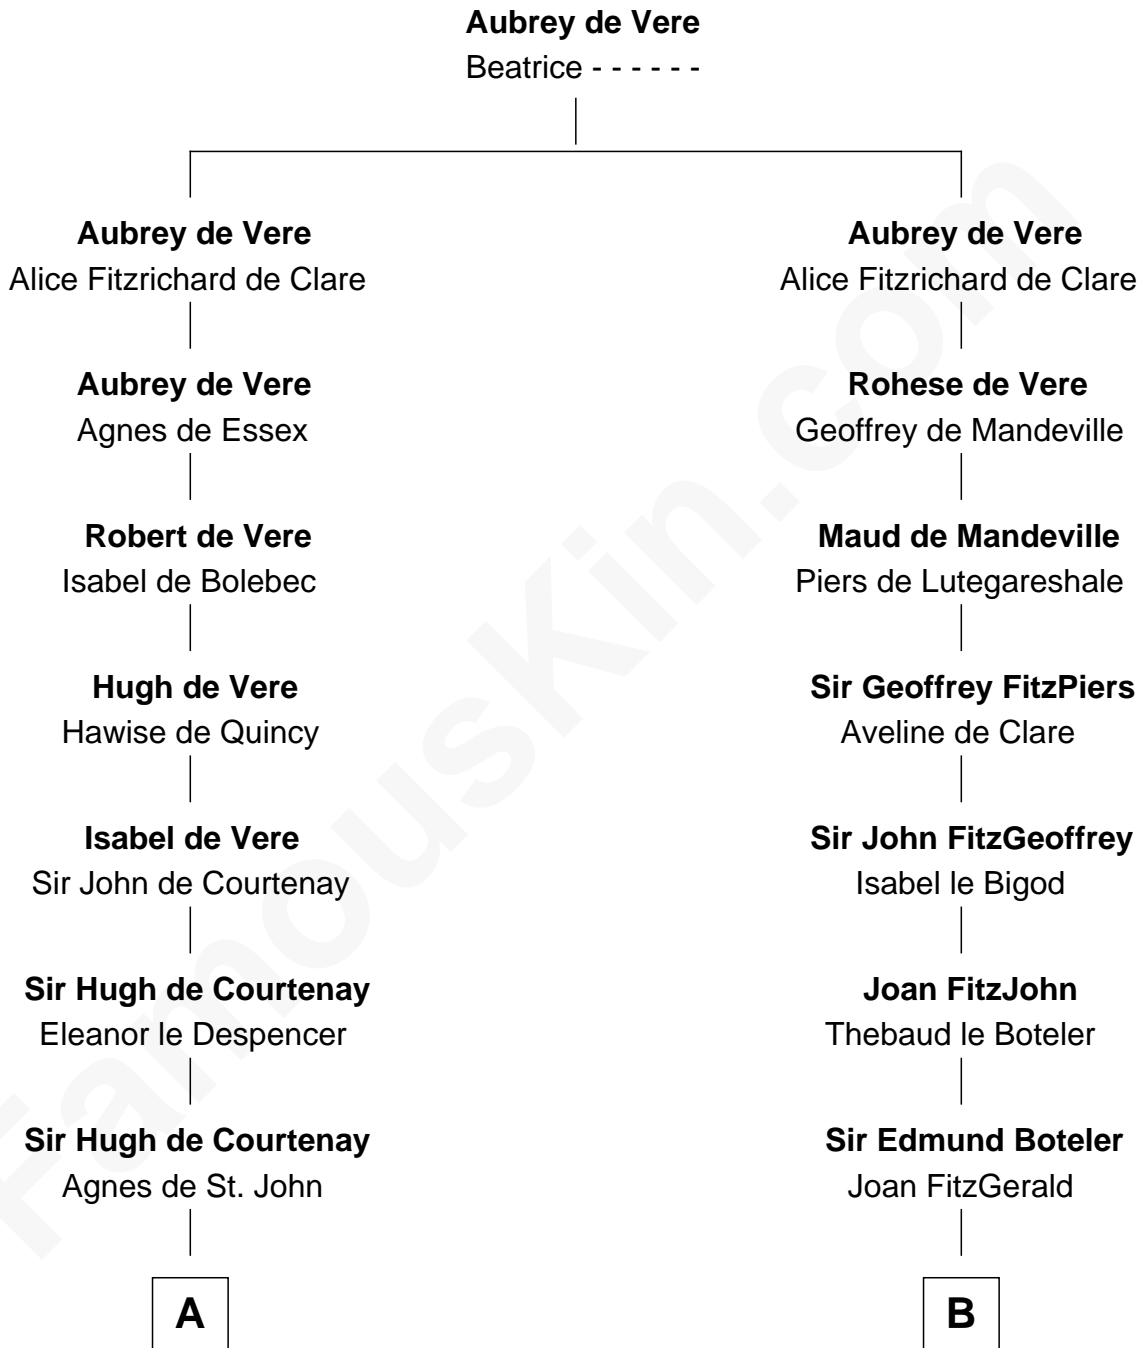 Aubrey de Vere
Beatrice - - - - - -
Aubrey de Vere
Alice Fitzrichard de Clare
Aubrey de Vere
Agnes de Essex
Robert de Vere
Isabel de Bolebec
Hugh de Vere
Hawise de Quincy
Isabel de Vere
Sir John de Courtenay
Sir Hugh de Courtenay
Eleanor le Despencer
Sir Hugh de Courtenay
Agnes de St. John
A
Aubrey de Vere
Alice Fitzrichard de Clare
Rohese de Vere
Geoffrey de Mandeville
Maud de Mandeville
Piers de Lutegareshale
Sir Geoffrey FitzPiers
Aveline de Clare
Sir John FitzGeoffrey
Isabel le Bigod
Joan FitzJohn
Thebaud le Boteler
Sir Edmund Boteler
Joan FitzGerald
B
FamousKin.com